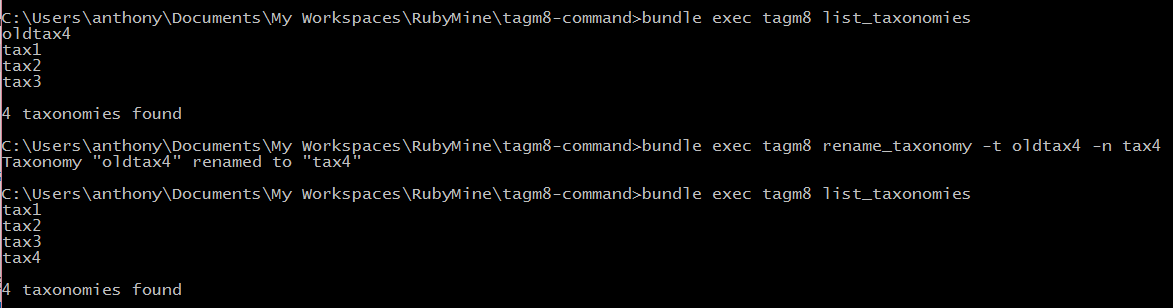 C:\Users\anthony\Documents\My Workspaces\RubyMine\tagm8-command>bundle exec tagm8 list_taxonomies
oldtax4
tax1
tax2
tax3
4 taxonomies found
C:\Users\anthony\Documents\My Workspaces\RubyMine\tagm8-command>bundle exec tagm8 rename_taxonomy -t oldtax4 -n tax4
Taxonomy "oldtax4" renamed to "tax4"
C:\Users\anthony\Documents\My Workspaces\RubyMine\tagm8-command>bundle exec tagm8 list_taxonomies
tax1
tax2
tax3
tax4
4 taxonomies found